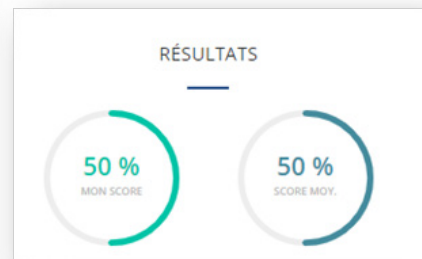 RÉSULTATS
50 %
MON SCORE
50 %
SCORE MOY.